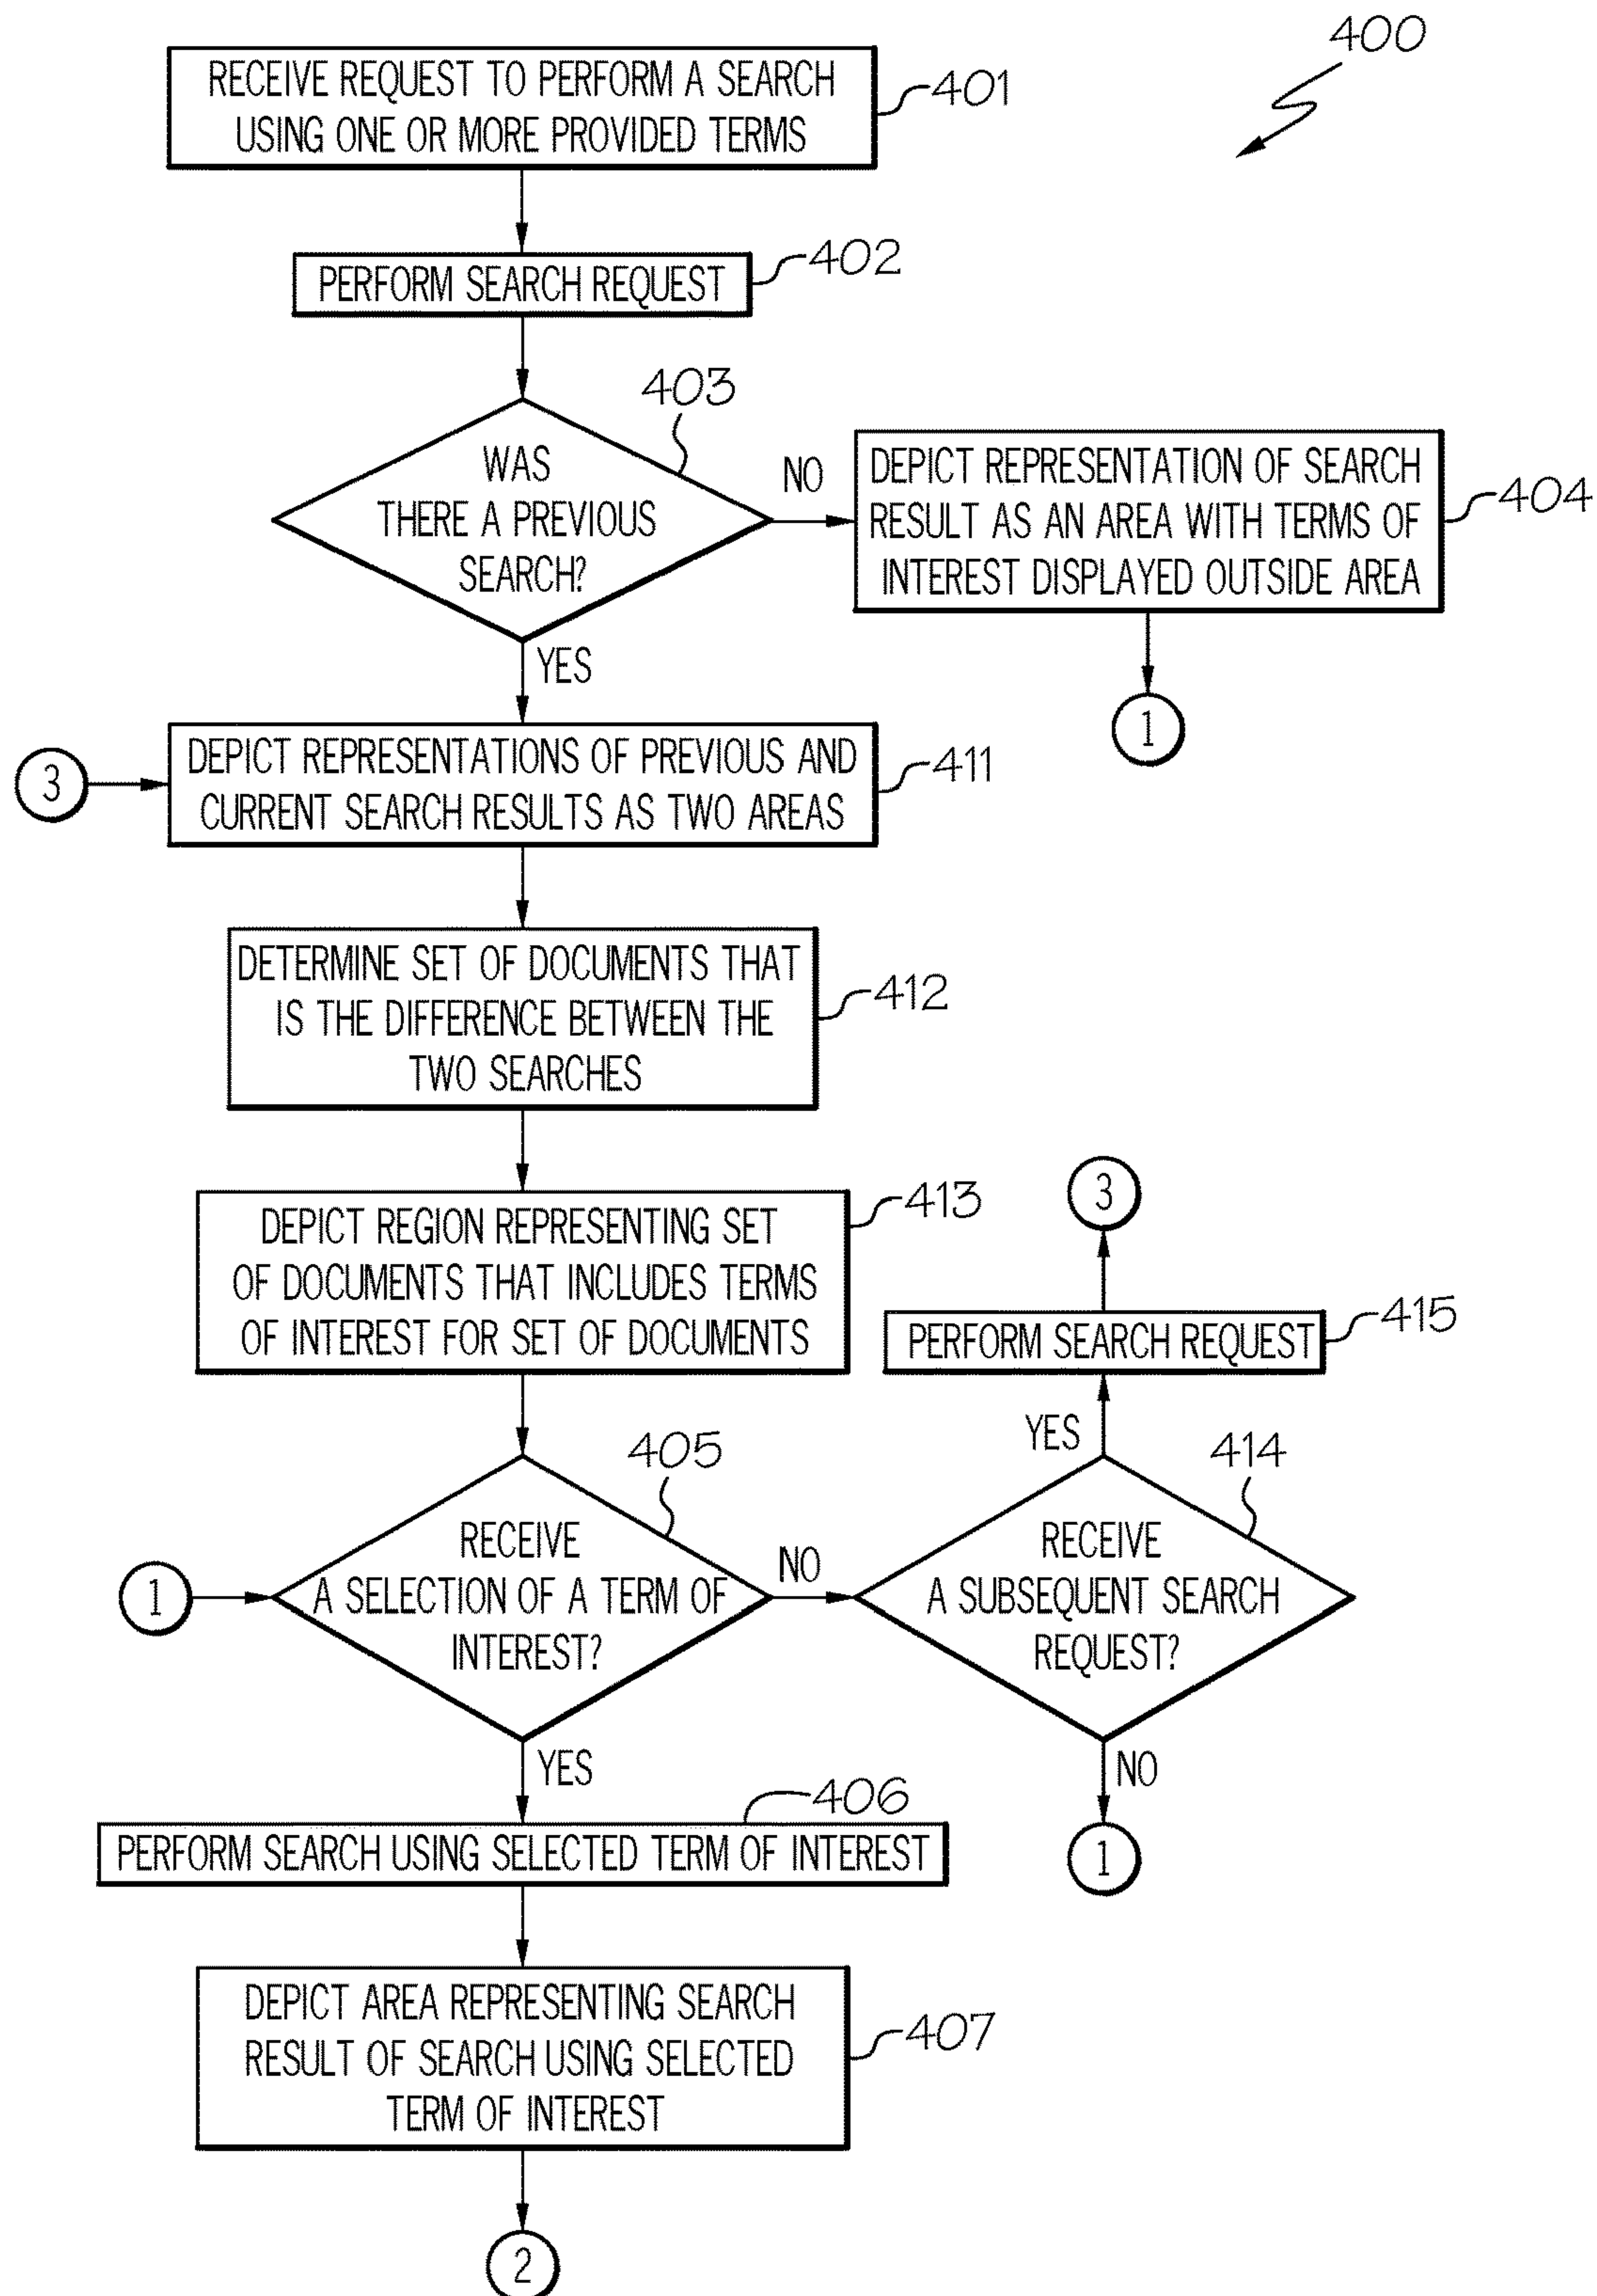 400
RECEIVE REQUEST TO PERFORM A SEARCH
USING ONE OR MORE PROVIDED TERMS
401
PERFORM SEARCH REQUEST
402
403
WAS
THERE A PREVIOUS
SEARCH?
NO
DEPICT REPRESENTATION OF SEARCH
RESULT AS AN AREA WITH TERMS OF
INTEREST DISPLAYED OUTSIDE AREA
404
1
YES
3
DEPICT REPRESENTATIONS OF PREVIOUS AND
CURRENT SEARCH RESULTS AS TWO AREAS
411
DETERMINE SET OF DOCUMENTS THAT
IS THE DIFFERENCE BETWEEN THE
TWO SEARCHES
412
DEPICT REGION REPRESENTING SET
OF DOCUMENTS THAT INCLUDES TERMS
OF INTEREST FOR SET OF DOCUMENTS
413
3
PERFORM SEARCH REQUEST
415
YES
405
1
RECEIVE
A SELECTION OF A TERM OF
INTEREST?
NO
414
RECEIVE
A SUBSEQUENT SEARCH
REQUEST?
YES
NO
1
406
PERFORM SEARCH USING SELECTED TERM OF INTEREST
DEPICT AREA REPRESENTING SEARCH
RESULT OF SEARCH USING SELECTED
TERM OF INTEREST
407
2